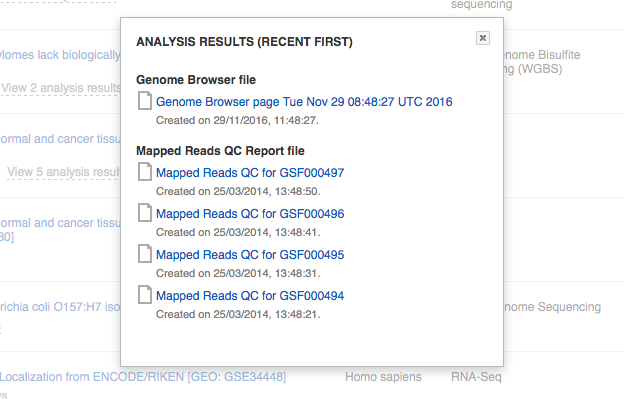 sequencing
ANALYSIS RESULTS (RECENT FIRST)
ylomes lack biologically
nome Bisulfite
ng (WGBS)
View 2 analysis results
Genome Browser file
Genome Browser page Tue Nov 29 08:48:27 UTC 2016
Created on 29/11/2016, 11:48:27.
ormal and cancer tissu
Mapped Reads QC Report file
View 5 analysis resul
Mapped Reads QC for GSF000497
Created on 25/03/2014, 13:48:50.
ormal and cancer tissu
80]
Mapped Reads QC for GSF000496
Created on 25/03/2014, 13:48:41.
Mapped Reads QC for GSF000495
Created on 25/03/2014, 13:48:31.
richia coli O157:H7 iso
nome Sequencing
Mapped Reads QC for GSF000494
Created on 25/03/2014, 13:48:21.
Localization from ENCODE/RIKEN [GEO: GSE34448]
Homo sapiens
RNA-Seq